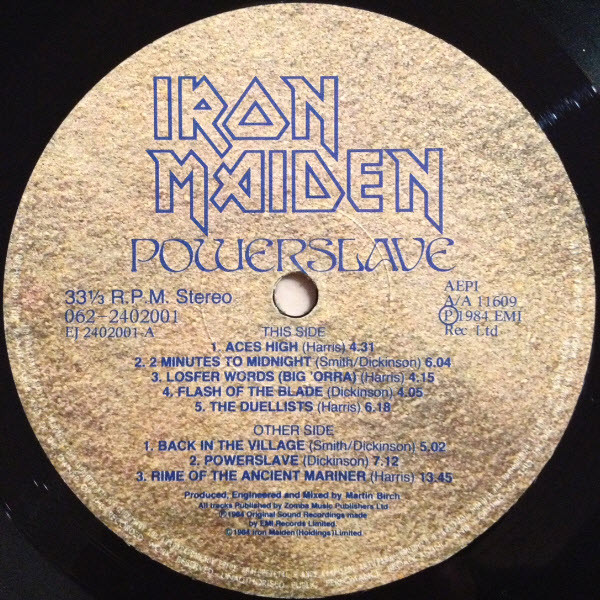 IRON
MAIDEN
POWERSLAVE
33⅓ R.P.M. Stereo
062-2402001
EJ 2402001-A
AEPI
A/A 11609
Ⓟ1984 EMI
Rec Ltd
THIS SIDE
1. ACES HIGH (Harris) 4.31
2. 2 MINUTES TO MIDNIGHT (Smith/Dickinson) 6.04
3. LOSFER WORDS (BIG 'ORRA) (Harris) 4.15
4. FLASH OF THE BLADE (Dickinson) 4.05
5. THE DUELLISTS (Harris) 6.18
OTHER SIDE
1. BACK IN THE VILLAGE (Smith/Dickinson) 5.02
2. POWERSLAVE (Dickinson) 7.12
3. RIME OF THE ANCIENT MARINER (Harris) 13.45
Produced, Engineered and Mixed by Martin Birch
All tracks Published by Zomba Music Publishers Ltd
Ⓟ1984 Original Sound Recordings made
by EMI Records Limited
©1984 Iron Maiden (Holdings) Limited